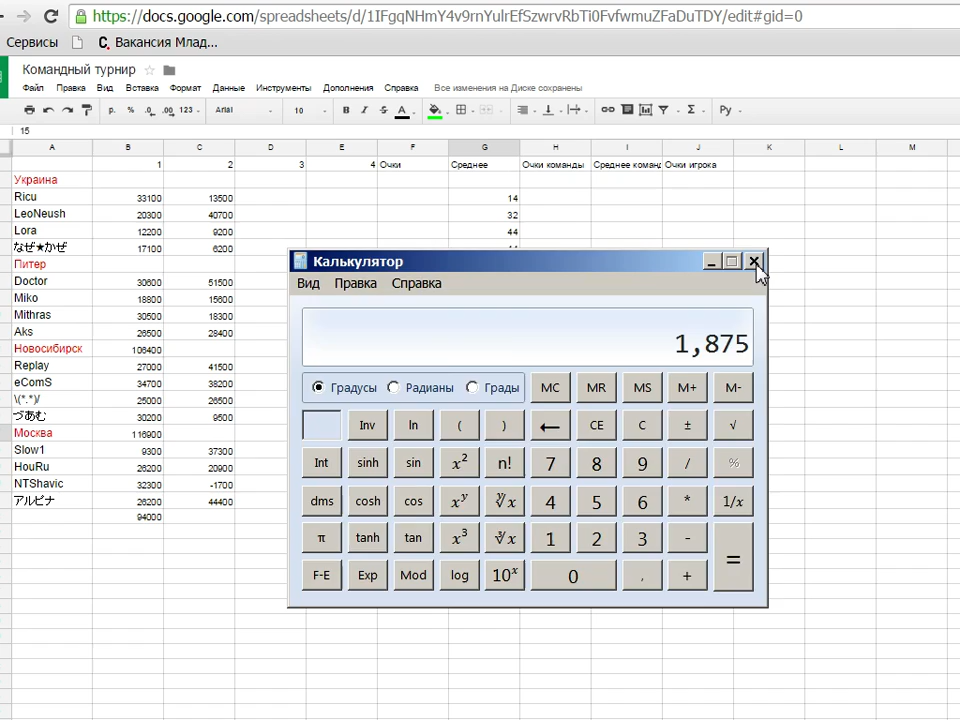 https://docs.google.com/spreadsheets/d/1IFgqNHmY4v9rnYulrEfSzwrvRbTi0FvfwmuZFaDuTDY/edit#gid=0
Сервисы C. Вакансия Млад...
Командный турнир
Файл Правка Вид Вставка Формат Данные Инструменты Дополнения Справка Все изменения на Диске сохранены
р. % .0 .00 123 Arial 10 B I S A Σ Ру
15
A B C D E F G H I J K L M
1 2 3 4 Очки Среднее Очки команды Среднее команд Очки игрока
Украина
Ricu 33100 13500 14
LeoNeush 20300 40700 32
Lora 12200 9200 44
なぜ★かぜ 17100 6200
Питер
Doctor 30600 51500
Miko 18800 15600
Mithras 30500 18300
Aks 26500 28400
Новосибирск 106400
Replay 27000 41500
eComS 34700 38200
\(*.*)/ 25000 26500
づあむ 30200 9500
Москва 116900
Slow1 9300 37300
HouRu 26200 20900
NTShavic 32300 -1700
アルピナ 26200 44400
94000
Калькулятор
Вид Правка Справка
1,875
Градусы Радианы Грады MC MR MS M+ M-
Inv ln ( ) ← CE C ± √
Int sinh sin x² n! 7 8 9 / %
dms cosh cos xʸ ʸ√x 4 5 6 * 1/x
π tanh tan x³ ³√x 1 2 3 - =
F-E Exp Mod log 10ˣ 0 , +